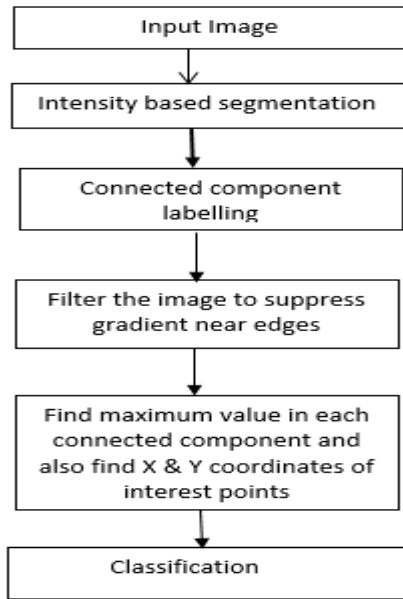 Input Image
Intensity based segmentation
Connected component
labelling
Filter the image to suppress
gradient near edges
Find maximum value in each
connected component and
also find X & Y coordinates of
interest points
Classification